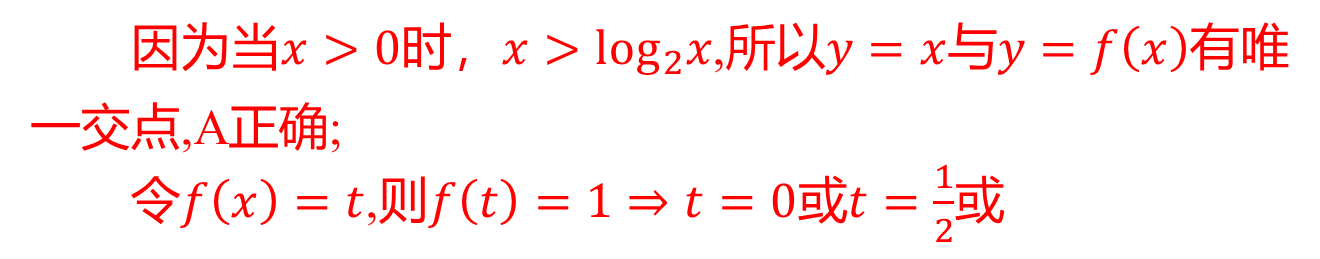 因为当x > 0时，x > log₂x,所以y = x与y = f(x)有唯
一交点,A正确;
令f(x) = t,则f(t) = 1 ⇒ t = 0或t = 1/2或